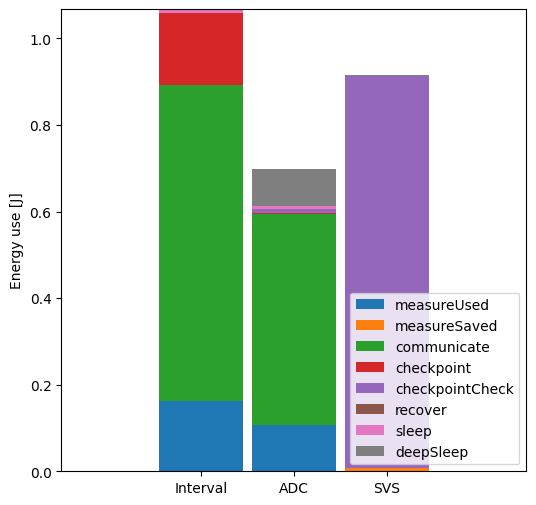 Energy use [J]
1.0
0.8
0.6
0.4
0.2
0.0
measureUsed
measureSaved
communicate
checkpoint
checkpointCheck
recover
sleep
deepSleep
Interval ADC SVS